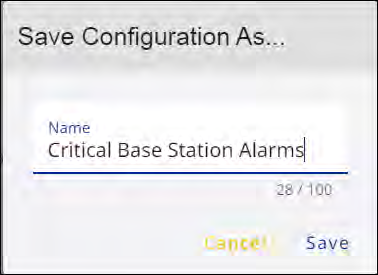 Save Configuration As...
Name
Critical Base Station Alarms
28 / 100
Cancel Save